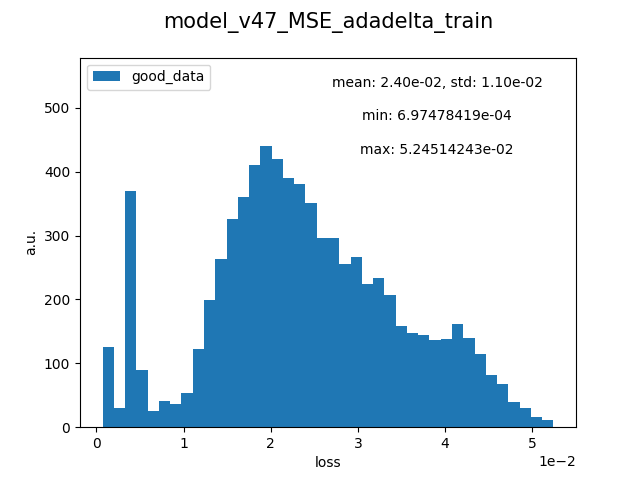 model_v47_MSE_adadelta_train
good_data
mean: 2.40e-02, std: 1.10e-02
min: 6.97478419e-04
max: 5.24514243e-02
a.u.
500
400
300
200
100
0
0 1 2 3 4 5
loss
1e−2